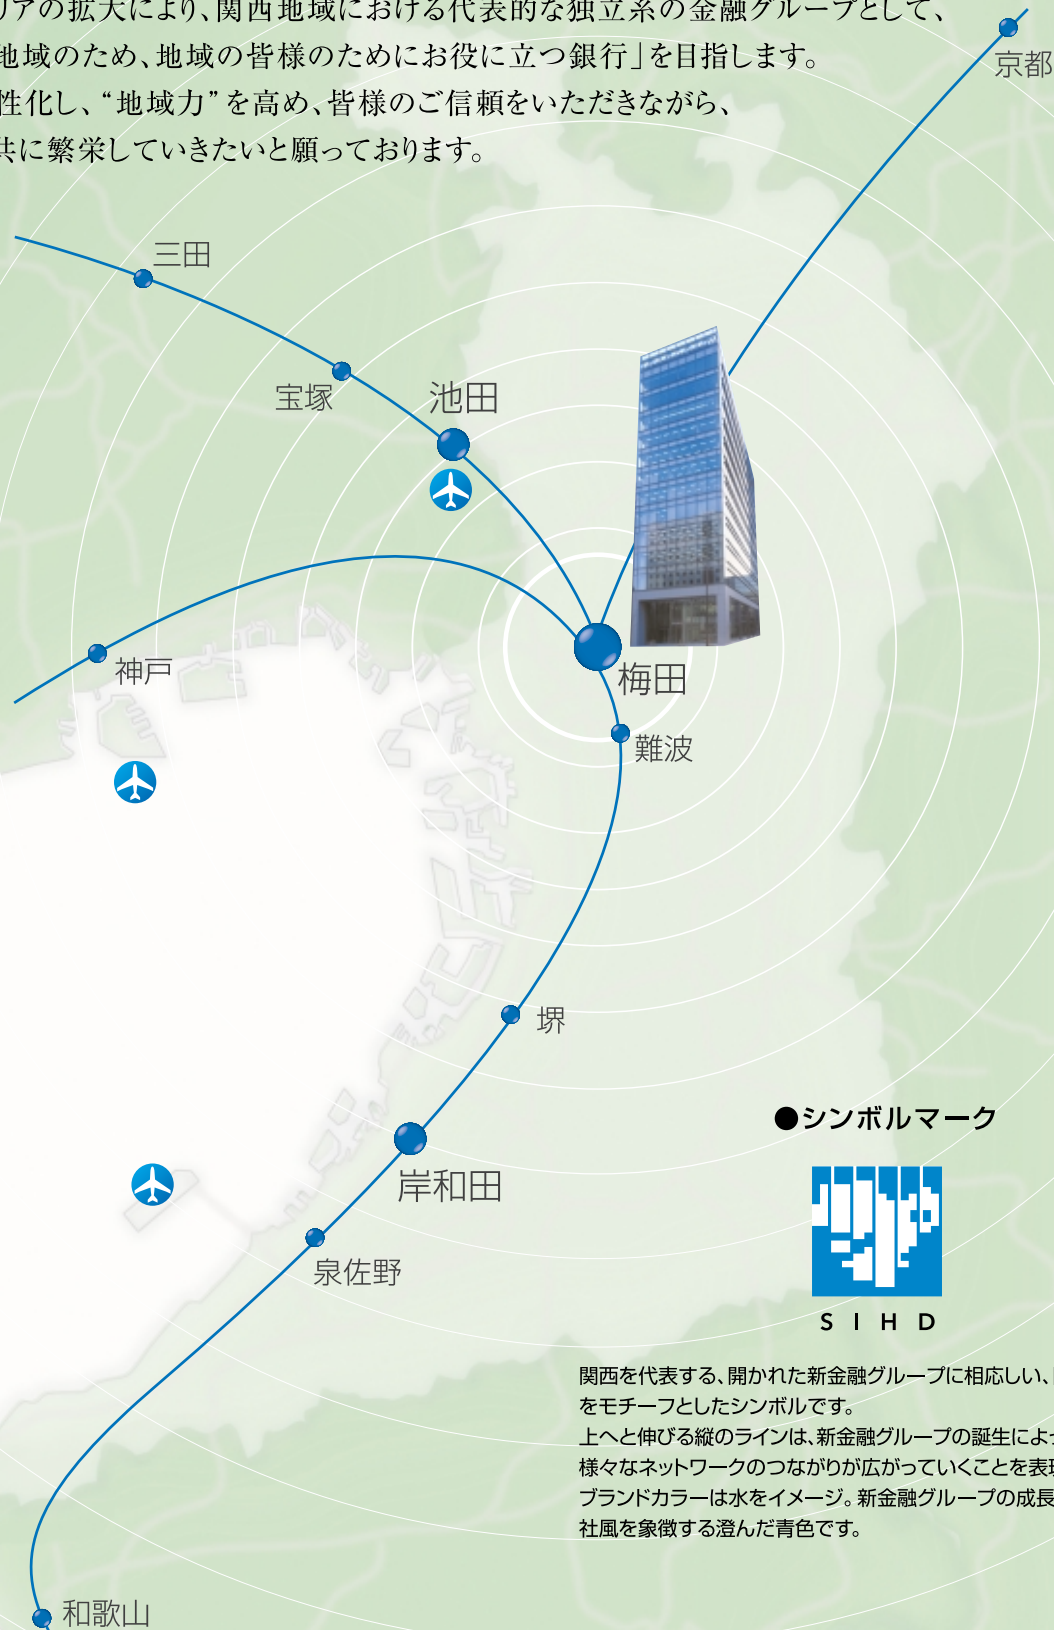 リアの拡大により、関西地域における代表的な独立系の金融グループとして、
地域のため、地域の皆様のためにお役に立つ銀行」を目指します。
性化し、“地域力”を高め、皆様のご信頼をいただきながら、
共に繁栄していきたいと願っております。
京都
三田
宝塚
池田
神戸
梅田
難波
堺
岸和田
泉佐野
和歌山
●シンボルマーク
SIHD
関西を代表する、開かれた新金融グループに相応しい、
をモチーフとしたシンボルです。
上へと伸びる縦のラインは、新金融グループの誕生によっ
様々なネットワークのつながりが広がっていくことを表現
ブランドカラーは水をイメージ。新金融グループの成長
社風を象徴する澄んだ青色です。